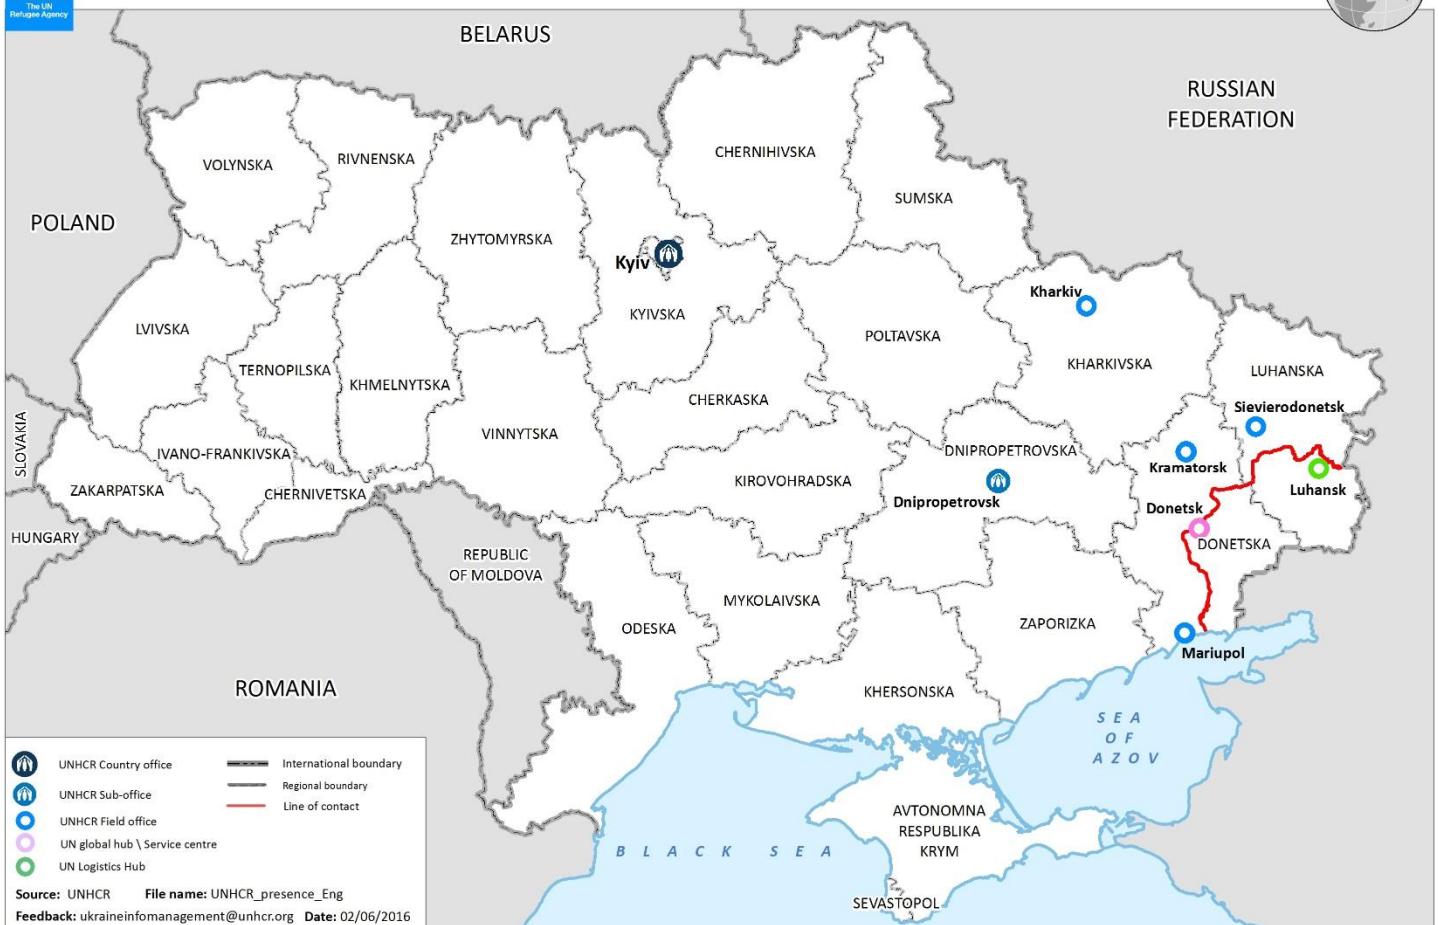 The UN
Refugee Agency
BELARUS
RUSSIAN
FEDERATION
POLAND
VOLYNSKA
RIVNENSKA
CHERNIHIVSKA
SUMSKA
ZHYTOMYRSKA
Kyiv
KYIVSKA
Kharkiv
LVIVSKA
POLTAVSKA
KHARKIVSKA
LUHANSKA
TERNOPILSKA
KHMELNYTSKA
CHERKASKA
Sievierodonetsk
SLOVAKIA
VINNYTSKA
IVANO-FRANKIVSKA
DNIPROPETROVSKA
Kramatorsk
ZAKARPATSKA
CHERNIVETSKA
KIROVOHRADSKA
Dnipropetrovsk
Luhansk
Donetsk
HUNGARY
DONETSKA
REPUBLIC
OF MOLDOVA
MYKOLAIVSKA
ODESKA
ZAPORIZKA
Mariupol
ROMANIA
KHERSONSKA
SEA
OF
AZOV
AVTONOMNA
RESPUBLIKA
KRYM
BLACK SEA
SEVASTOPOL
UNHCR Country office
UNHCR Sub-office
UNHCR Field office
UN global hub \ Service centre
UN Logistics Hub
International boundary
Regional boundary
Line of contact
Source: UNHCR File name: UNHCR_presence_Eng
Feedback: ukraineinfomanagement@unhcr.org Date: 02/06/2016